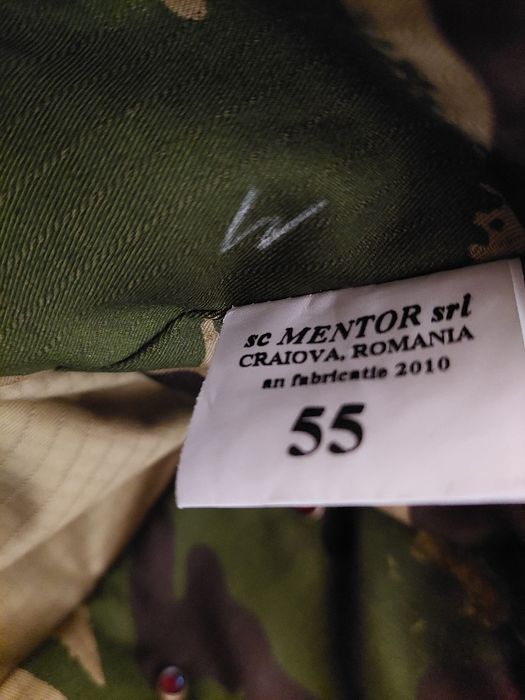 sc MENTOR srl
CRAIOVA, ROMANIA
an fabricatie 2010
55